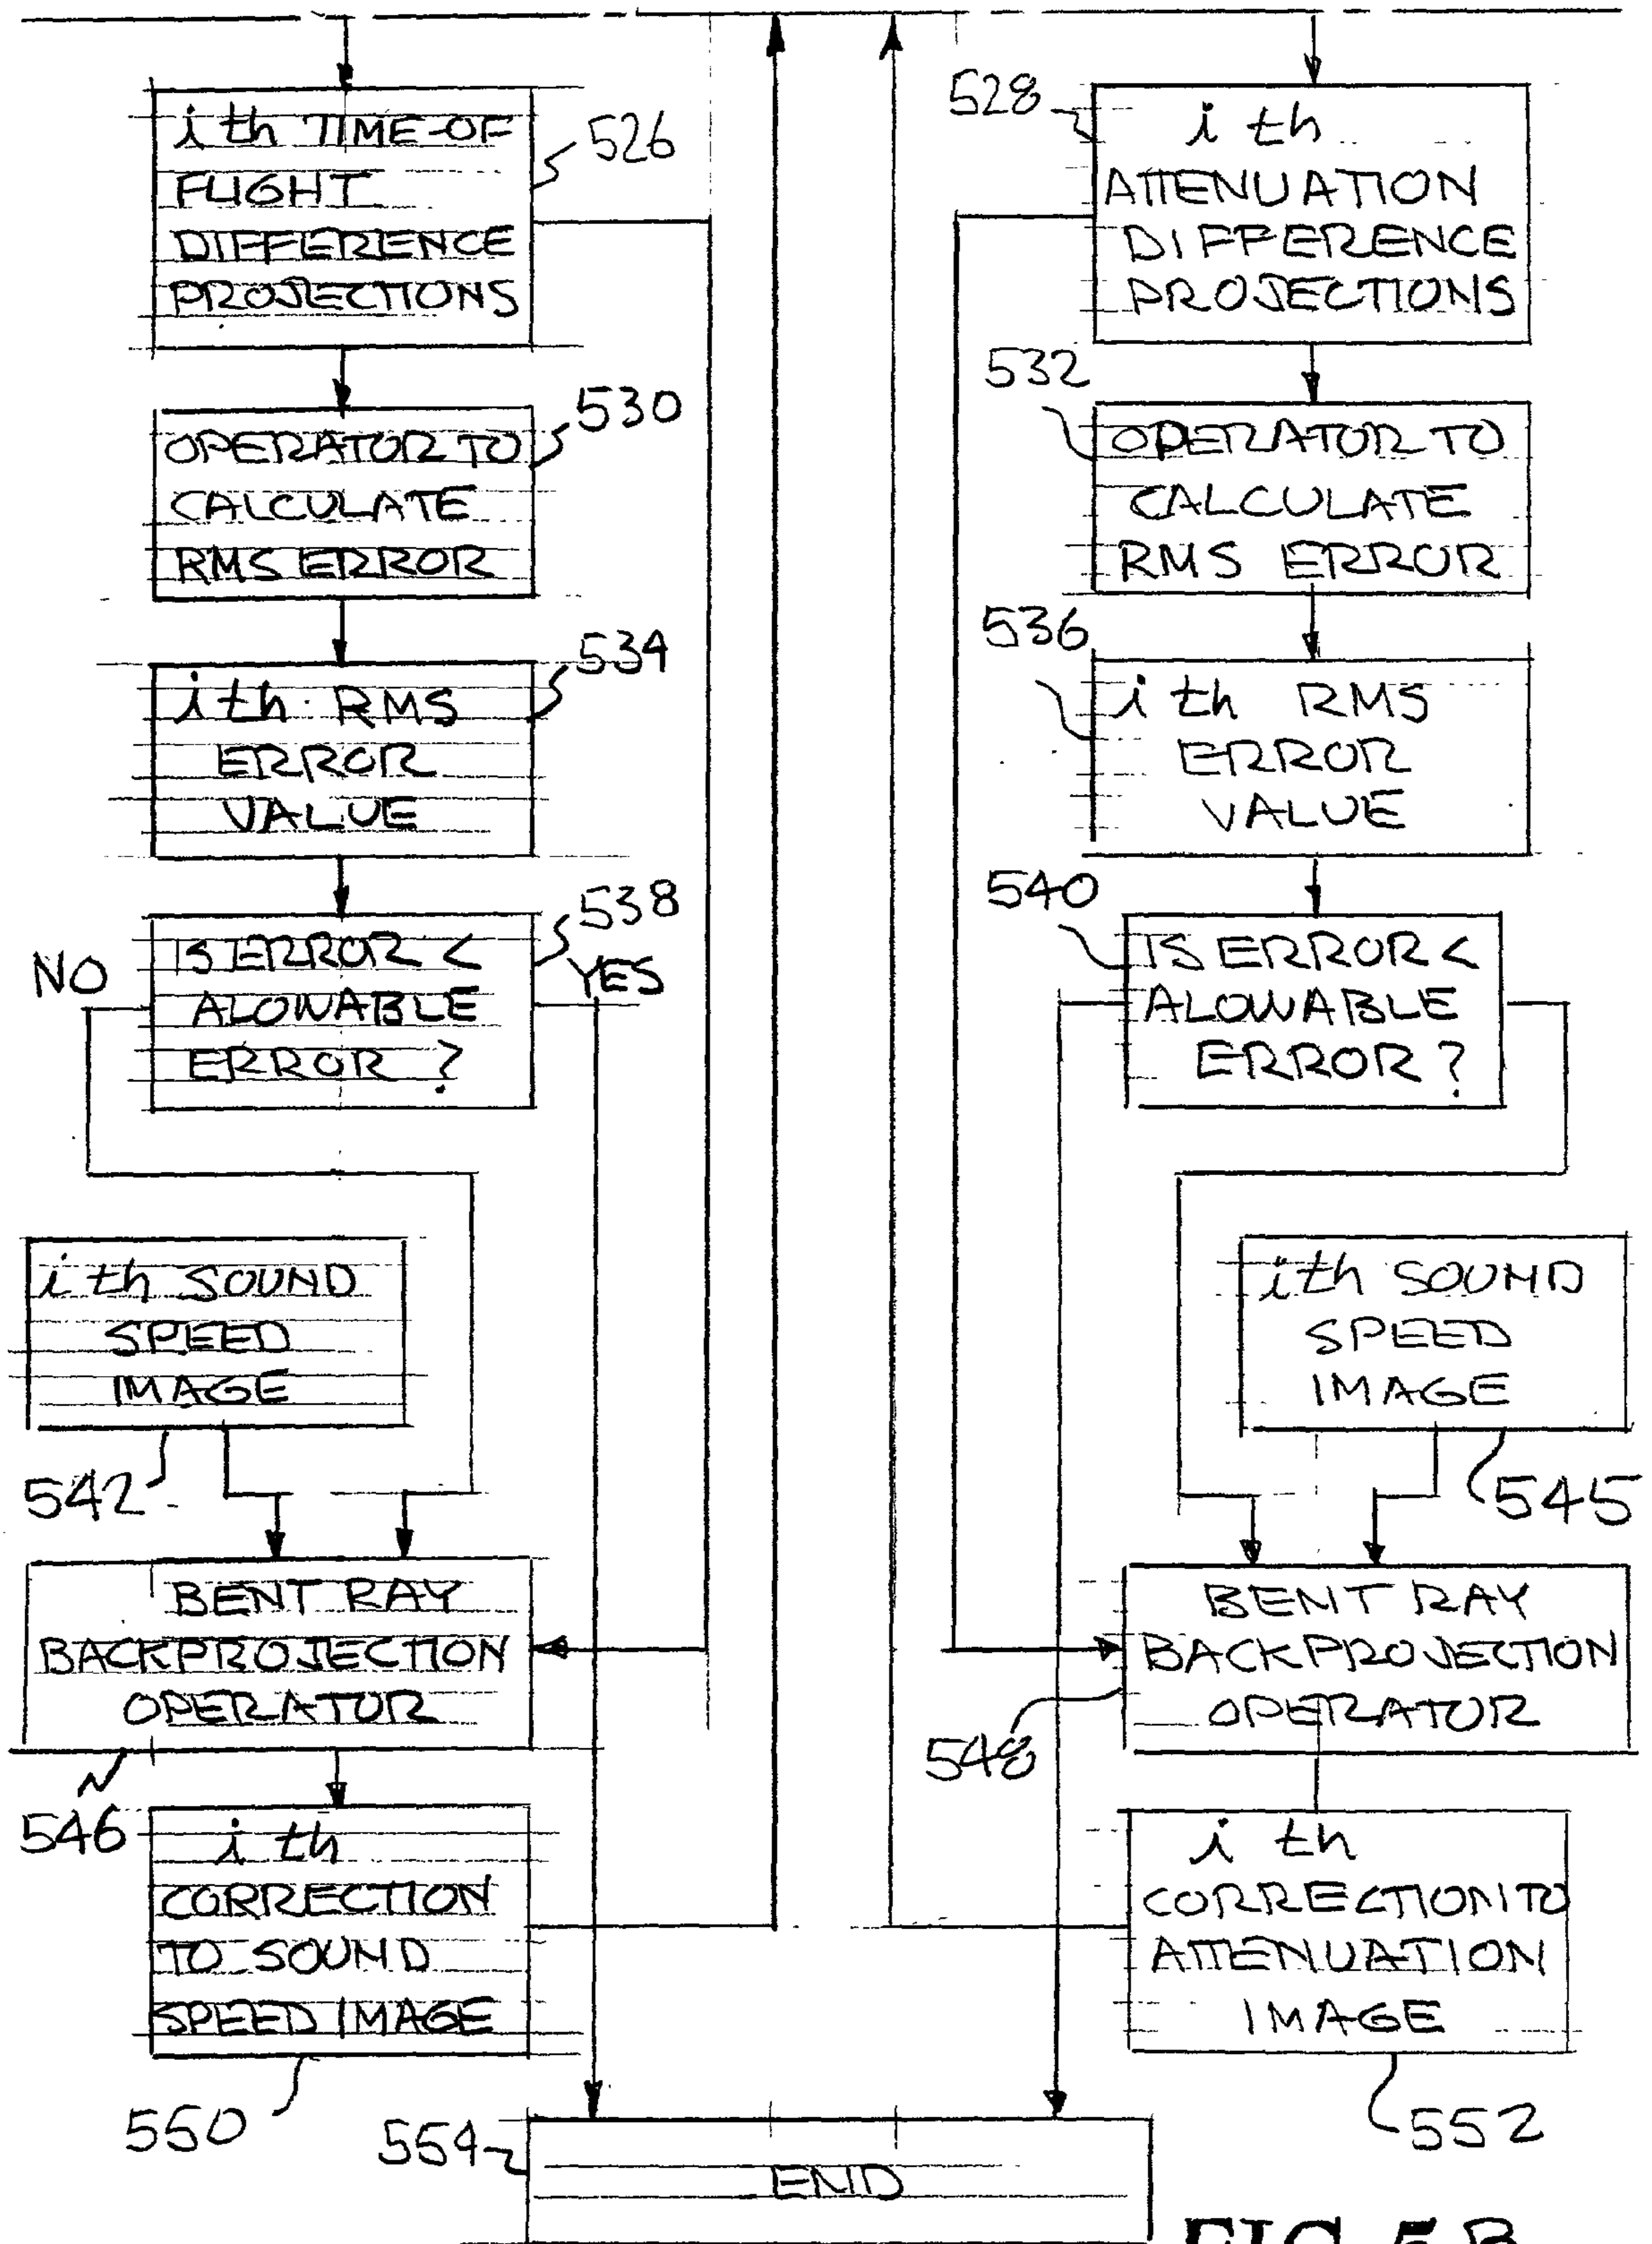 i th TIME-OF
FLIGHT
DIFFERENCE
PROJECTIONS
526
528
i th
ATTENUATION
DIFFERENCE
PROJECTIONS
OPERATOR TO
CALCULATE
RMS ERROR
530
532
OPERATOR TO
CALCULATE
RMS ERROR
i th RMS
ERROR
VALUE
534
536
i th RMS
ERROR
VALUE
NO
IS ERROR <
ALOWABLE
ERROR ?
538
YES
540
IS ERROR <
ALOWABLE
ERROR ?
i th SOUND
SPEED
IMAGE
542
i th SOUND
SPEED
IMAGE
545
BENT RAY
BACKPROJECTION
OPERATOR
546
BENT RAY
BACKPROJECTION
OPERATOR
548
i th
CORRECTION
TO SOUND
SPEED IMAGE
550
i th
CORRECTION TO
ATTENUATION
IMAGE
552
554
END
FIG. 5B